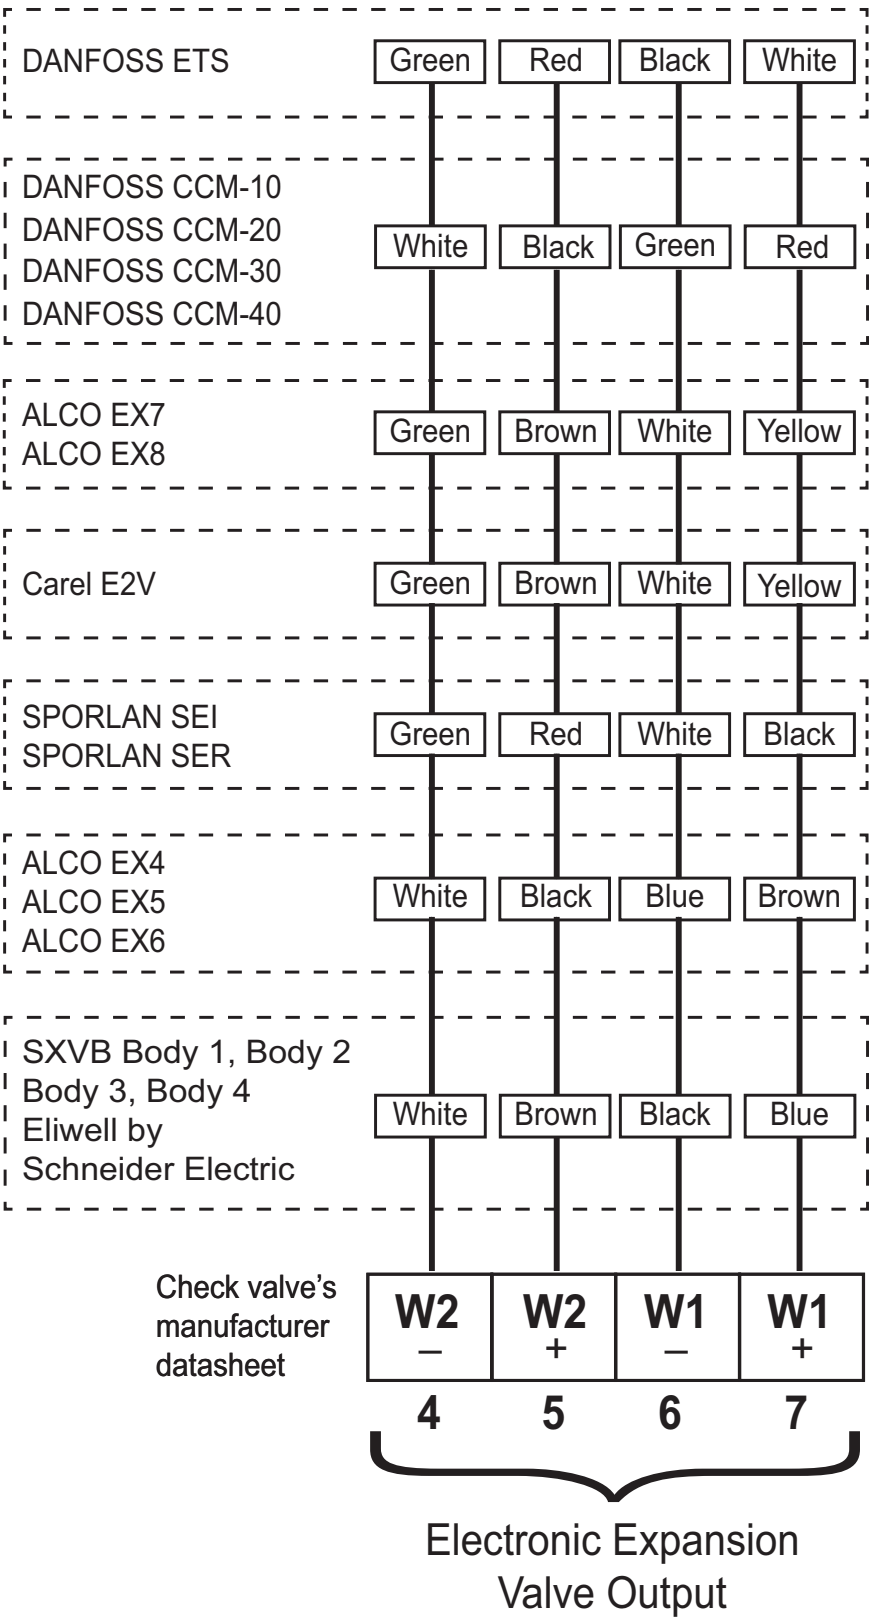 DANFOSS ETS Green Red Black White
DANFOSS CCM-10
DANFOSS CCM-20
DANFOSS CCM-30
DANFOSS CCM-40
White Black Green Red
ALCO EX7
ALCO EX8
Green Brown White Yellow
Carel E2V Green Brown White Yellow
SPORLAN SEI
SPORLAN SER
Green Red White Black
ALCO EX4
ALCO EX5
ALCO EX6
White Black Blue Brown
SXVB Body 1, Body 2
Body 3, Body 4
Eliwell by
Schneider Electric
White Brown Black Blue
Check valve’s
manufacturer
datasheet
W2 W2 W1 W1
– + – +
4 5 6 7
Electronic Expansion
Valve Output